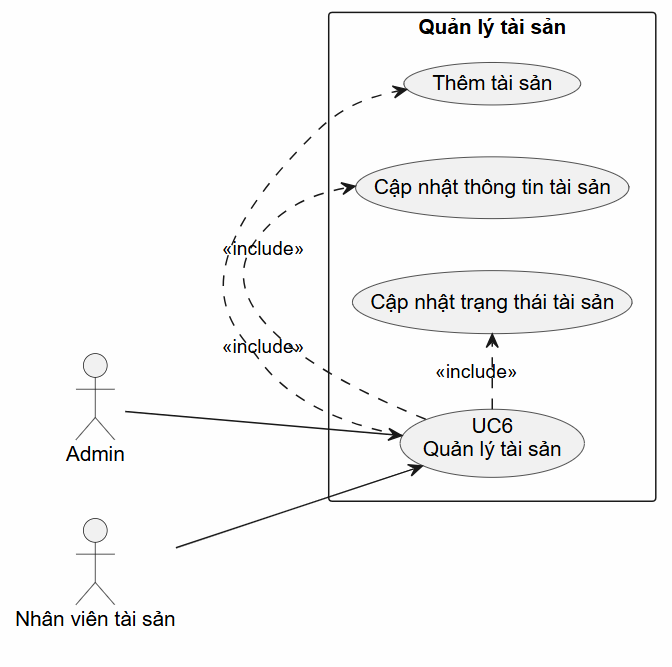 Quản lý tài sản
Thêm tài sản
Cập nhật thông tin tài sản
«include»
Cập nhật trạng thái tài sản
«include»
«include»
UC6
Quản lý tài sản
Admin
Nhân viên tài sản